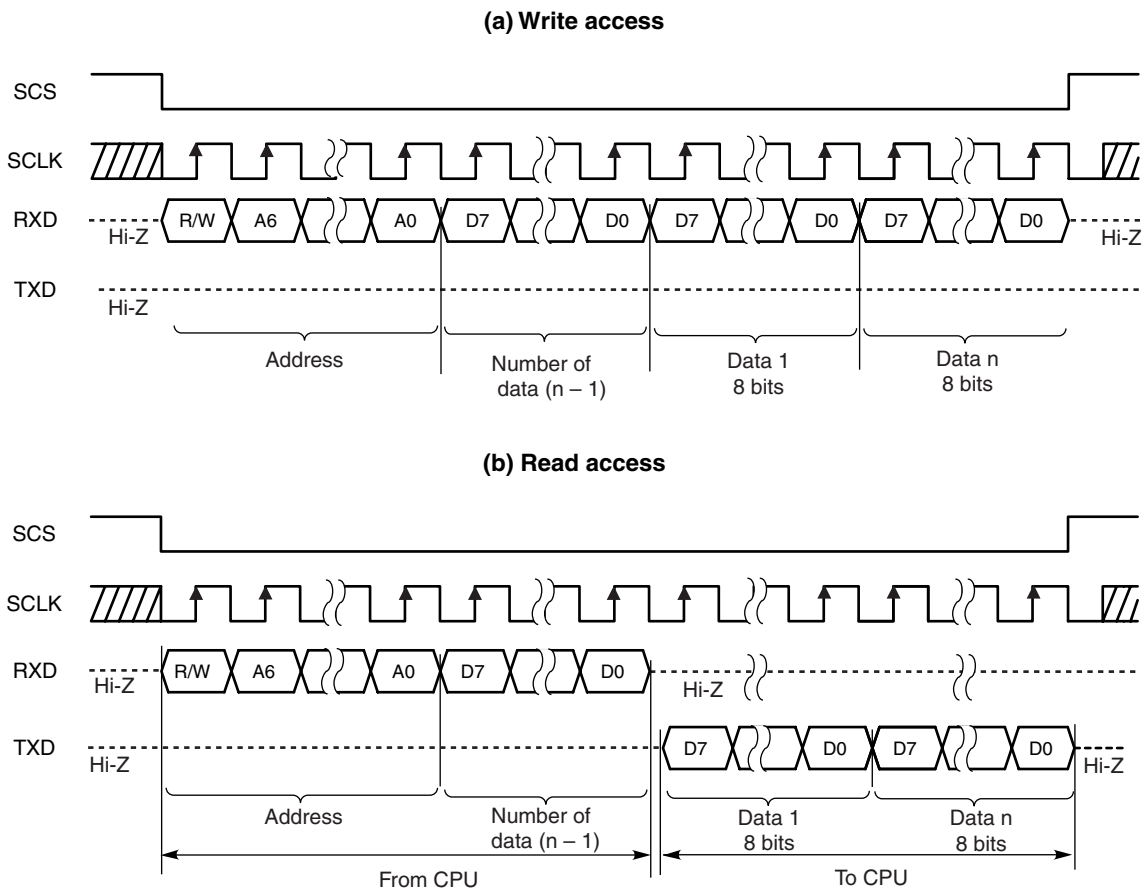 (a) Write access
SCS
SCLK
RXD
Hi-Z
R/W A6 A0 D7 D0 D7 D0 D7 D0
Hi-Z
TXD
Hi-Z
Address
Number of
data (n – 1)
Data 1
8 bits
Data n
8 bits
(b) Read access
SCS
SCLK
RXD
Hi-Z
R/W A6 A0 D7 D0
Hi-Z
TXD
Hi-Z
D7 D0 D7 D0
Hi-Z
Address
Number of
data (n – 1)
Data 1
8 bits
Data n
8 bits
From CPU
To CPU